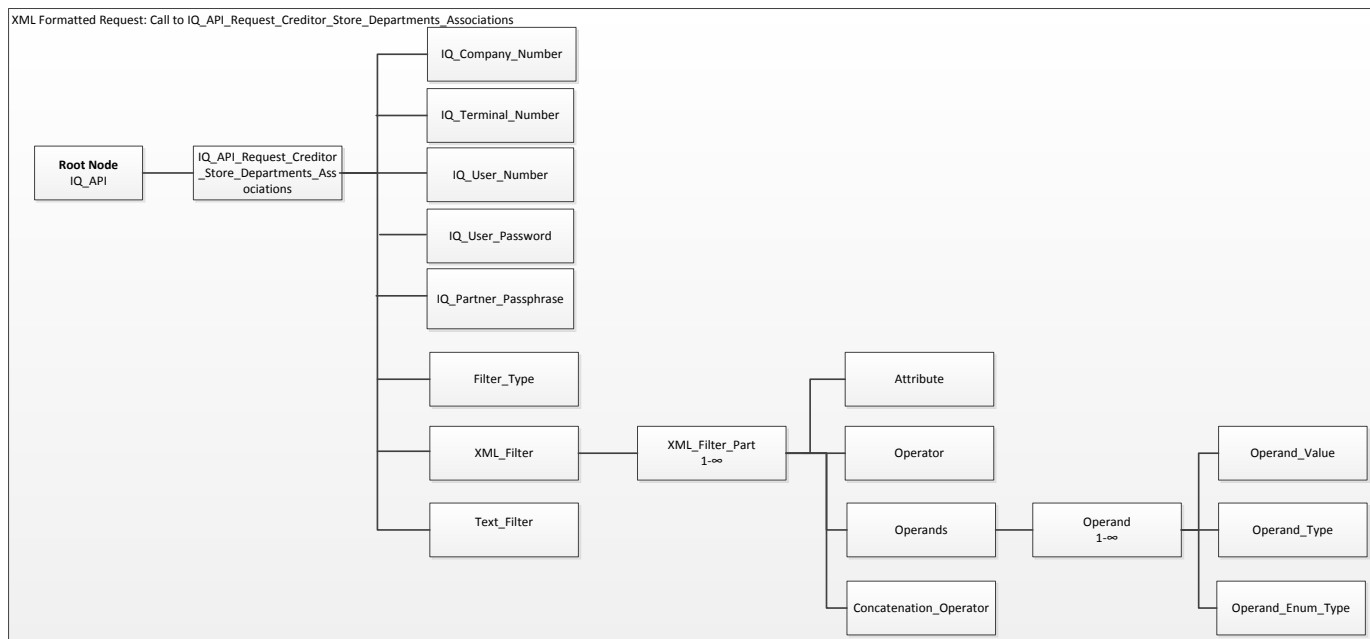 XML Formatted Request: Call to IQ_API_Request_Creditor_Store_Departments_Associations
Root Node
IQ_API
IQ_API_Request_Creditor
_Store_Departments_Ass
ociations
IQ_Company_Number
IQ_Terminal_Number
IQ_User_Number
IQ_User_Password
IQ_Partner_Passphrase
Filter_Type
XML_Filter
Text_Filter
XML_Filter_Part
1-∞
Attribute
Operator
Operands
Concatenation_Operator
Operand
1-∞
Operand_Value
Operand_Type
Operand_Enum_Type